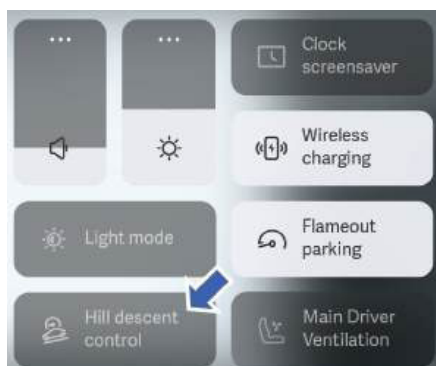 Clock
screensaver
Wireless
charging
Light mode
Flameout
parking
Hill descent
control
Main Driver
Ventilation